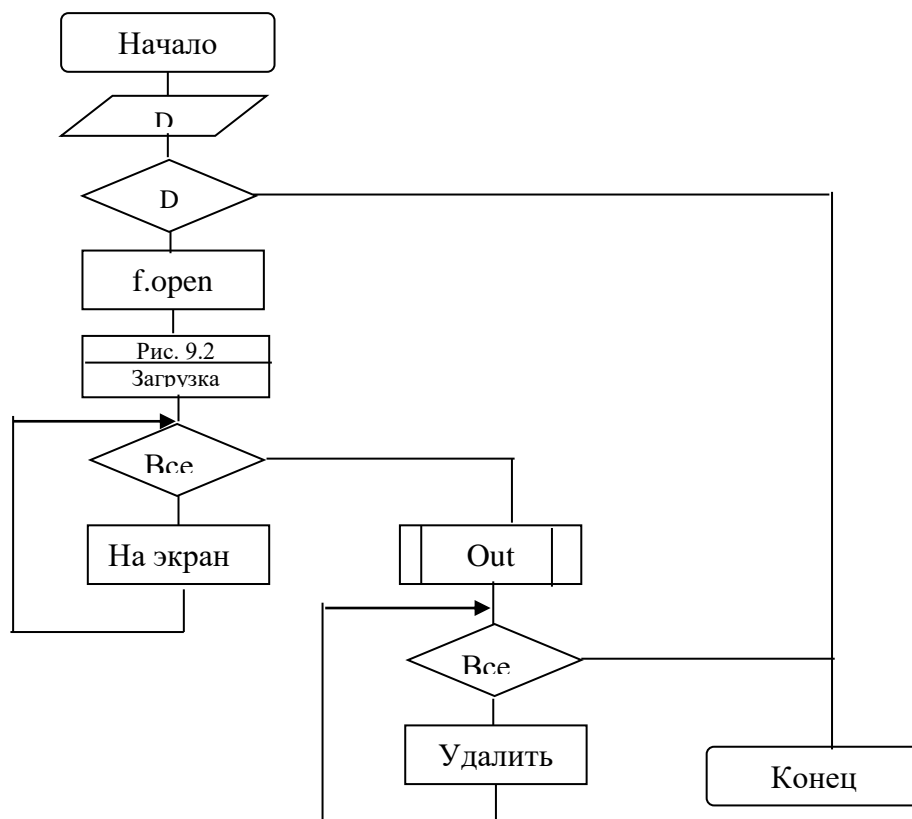 Начало
D
D
f.open
Рис. 9.2
Загрузка
Все
На экран
Out
Все
Удалить
Конец